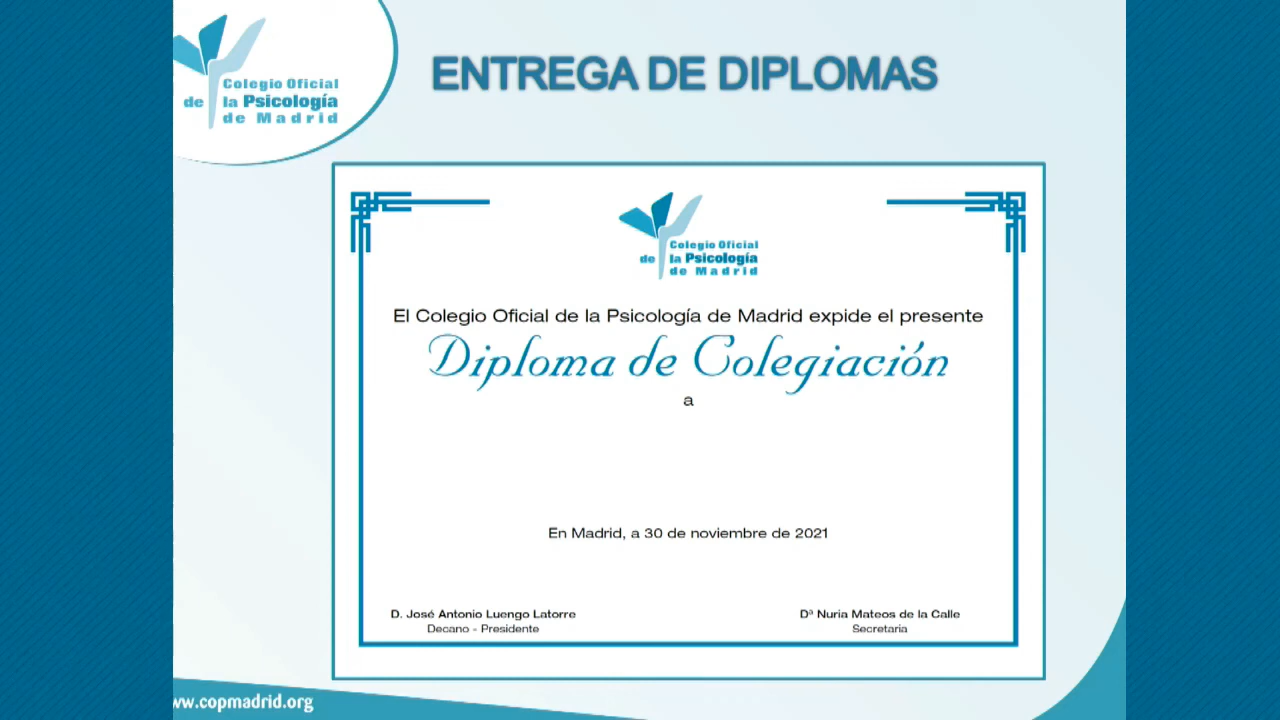 Colegio Oficial
de la Psicología
de Madrid
ENTREGA DE DIPLOMAS
Colegio Oficial
de la Psicología
de Madrid
El Colegio Oficial de la Psicología de Madrid expide el presente
Diploma de Colegiación
a
En Madrid, a 30 de noviembre de 2021
D. José Antonio Luengo Latorre
Decano - Presidente
Dª Nuria Mateos de la Calle
Secretaria
ww.copmadrid.org